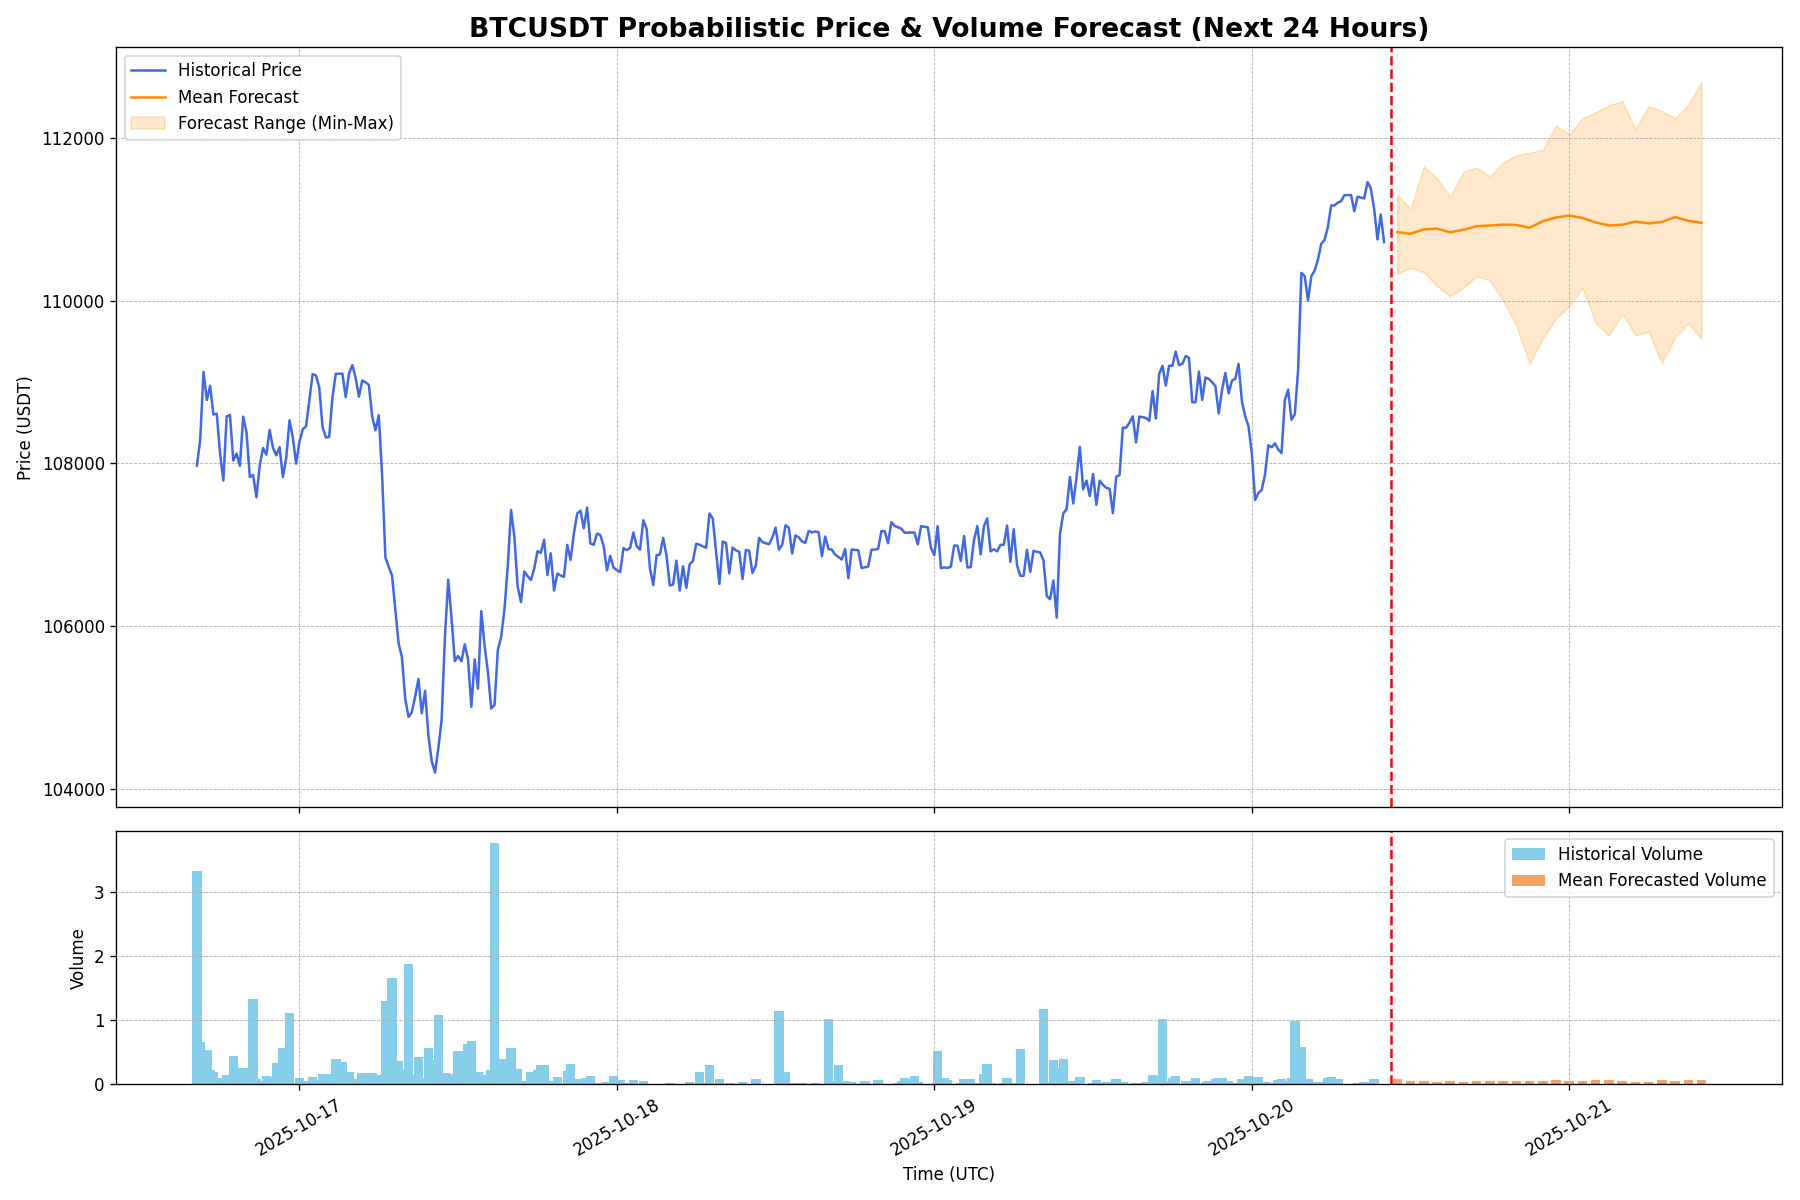 BTCUSDT Probabilistic Price & Volume Forecast (Next 24 Hours)
Historical Price
Mean Forecast
Forecast Range (Min-Max)
Price (USDT)
112000
110000
108000
106000
104000
Historical Volume
Mean Forecasted Volume
Volume
3
2
1
0
2025-10-17
2025-10-18
2025-10-19
2025-10-20
2025-10-21
Time (UTC)